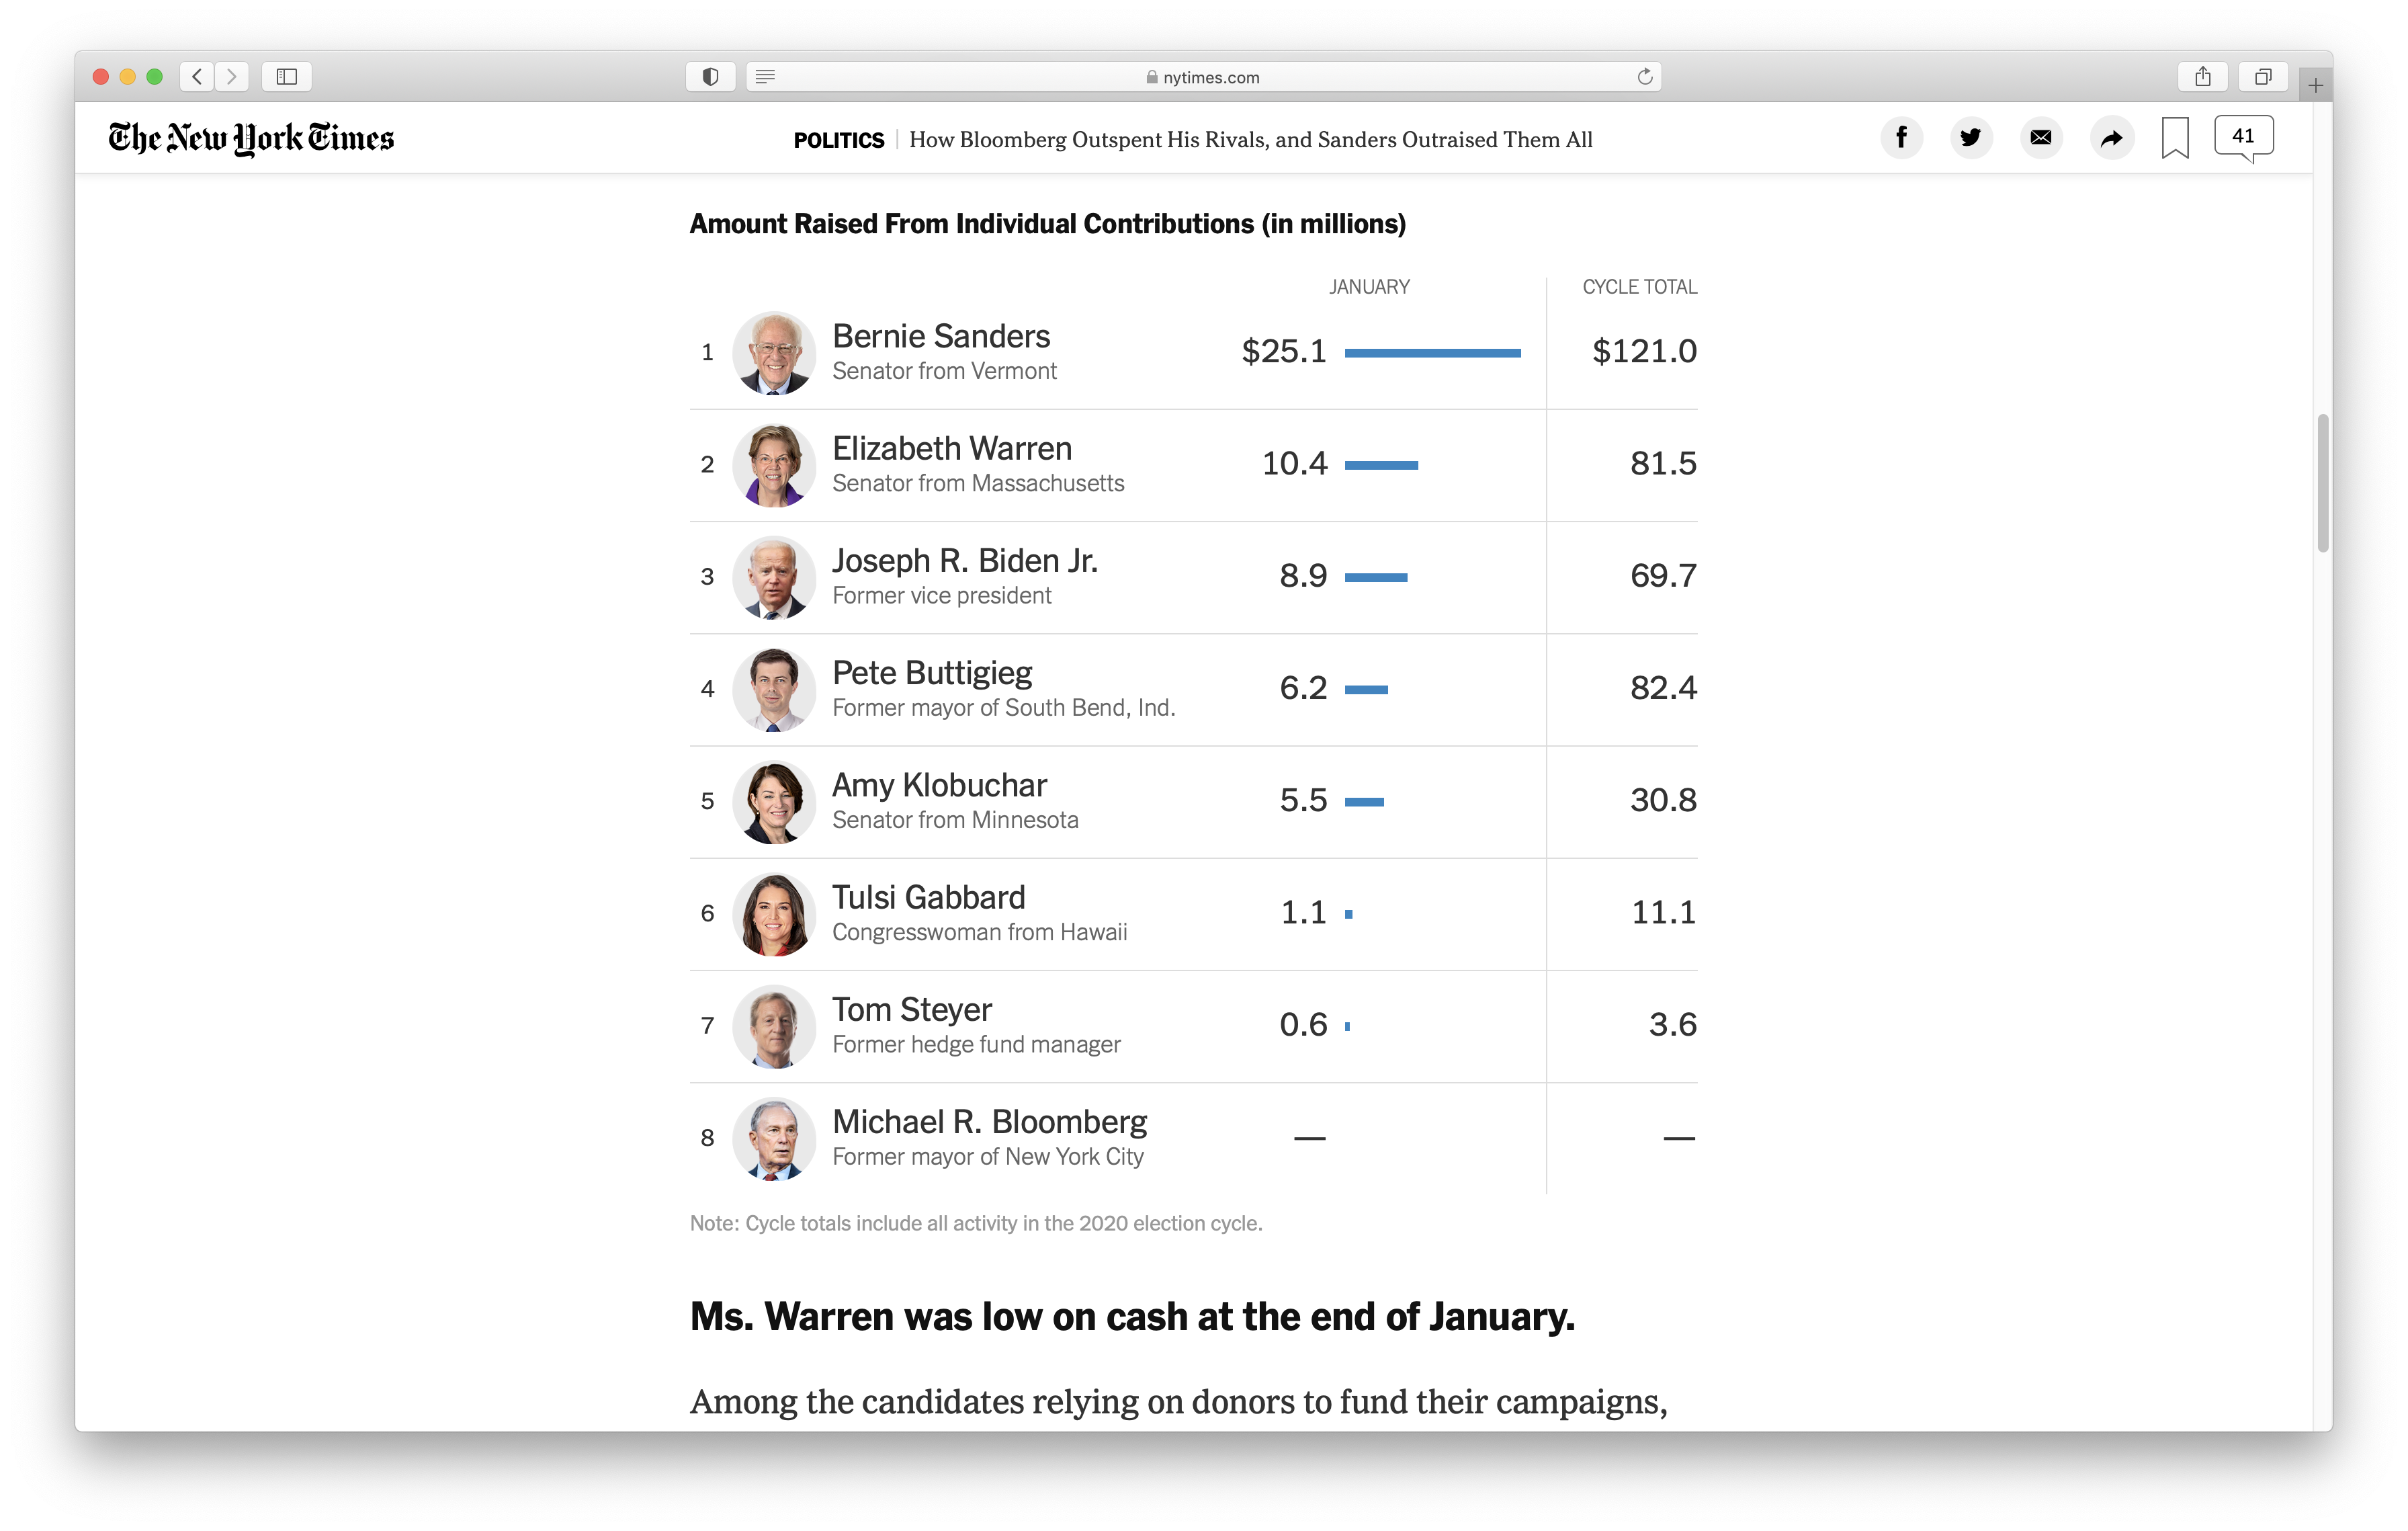 nytimes.com
The New York Times
POLITICS | How Bloomberg Outspent His Rivals, and Sanders Outraised Them All
41
Amount Raised From Individual Contributions (in millions)
JANUARY CYCLE TOTAL
1 Bernie Sanders $25.1 $121.0
Senator from Vermont
2 Elizabeth Warren 10.4 81.5
Senator from Massachusetts
3 Joseph R. Biden Jr. 8.9 69.7
Former vice president
4 Pete Buttigieg 6.2 82.4
Former mayor of South Bend, Ind.
5 Amy Klobuchar 5.5 30.8
Senator from Minnesota
6 Tulsi Gabbard 1.1 11.1
Congresswoman from Hawaii
7 Tom Steyer 0.6 3.6
Former hedge fund manager
8 Michael R. Bloomberg — —
Former mayor of New York City
Note: Cycle totals include all activity in the 2020 election cycle.
Ms. Warren was low on cash at the end of January.
Among the candidates relying on donors to fund their campaigns,